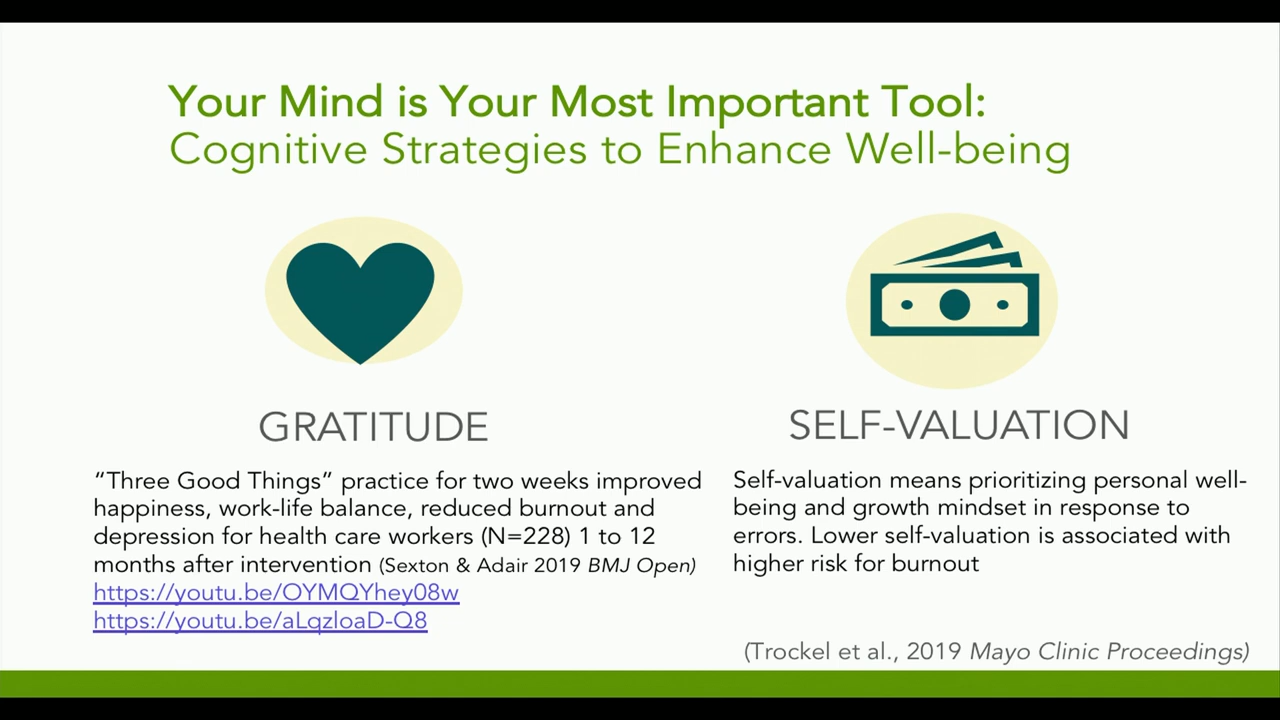 Your Mind is Your Most Important Tool:
Cognitive Strategies to Enhance Well-being
GRATITUDE
“Three Good Things” practice for two weeks improved
happiness, work-life balance, reduced burnout and
depression for health care workers (N=228) 1 to 12
months after intervention (Sexton & Adair 2019 BMJ Open)
https://youtu.be/OYMQYhey08w
https://youtu.be/aLqzloaD-Q8
SELF-VALUATION
Self-valuation means prioritizing personal well-
being and growth mindset in response to
errors. Lower self-valuation is associated with
higher risk for burnout
(Trockel et al., 2019 Mayo Clinic Proceedings)